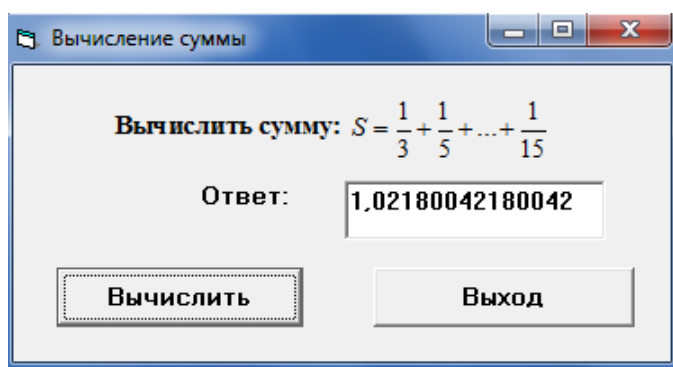 Вычисление суммы
Вычислить сумму: S = 1/3 + 1/5 + ... + 1/15
Ответ: 1,02180042180042
Вычислить Выход